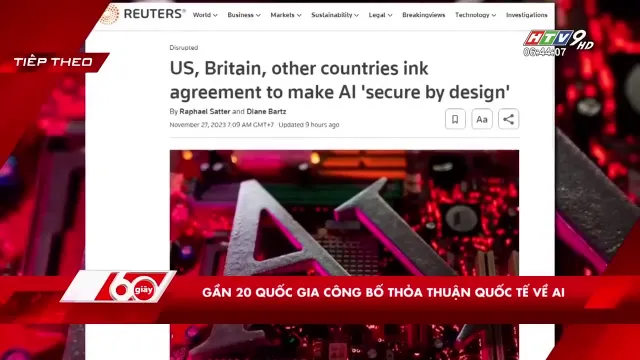 REUTERS®
World
Business
Markets
Sustainability
Legal
Breakingviews
Technology
Investigations
HTV9 HD
06:44:07
TIẾP THEO
Disrupted
US, Britain, other countries ink
agreement to make AI 'secure by design'
By Raphael Satter and Diane Bartz
November 27, 2023 7:09 AM GMT+7 Updated 9 hours ago
Aa
AI
60 giây
GẦN 20 QUỐC GIA CÔNG BỐ THỎA THUẬN QUỐC TẾ VỀ AI